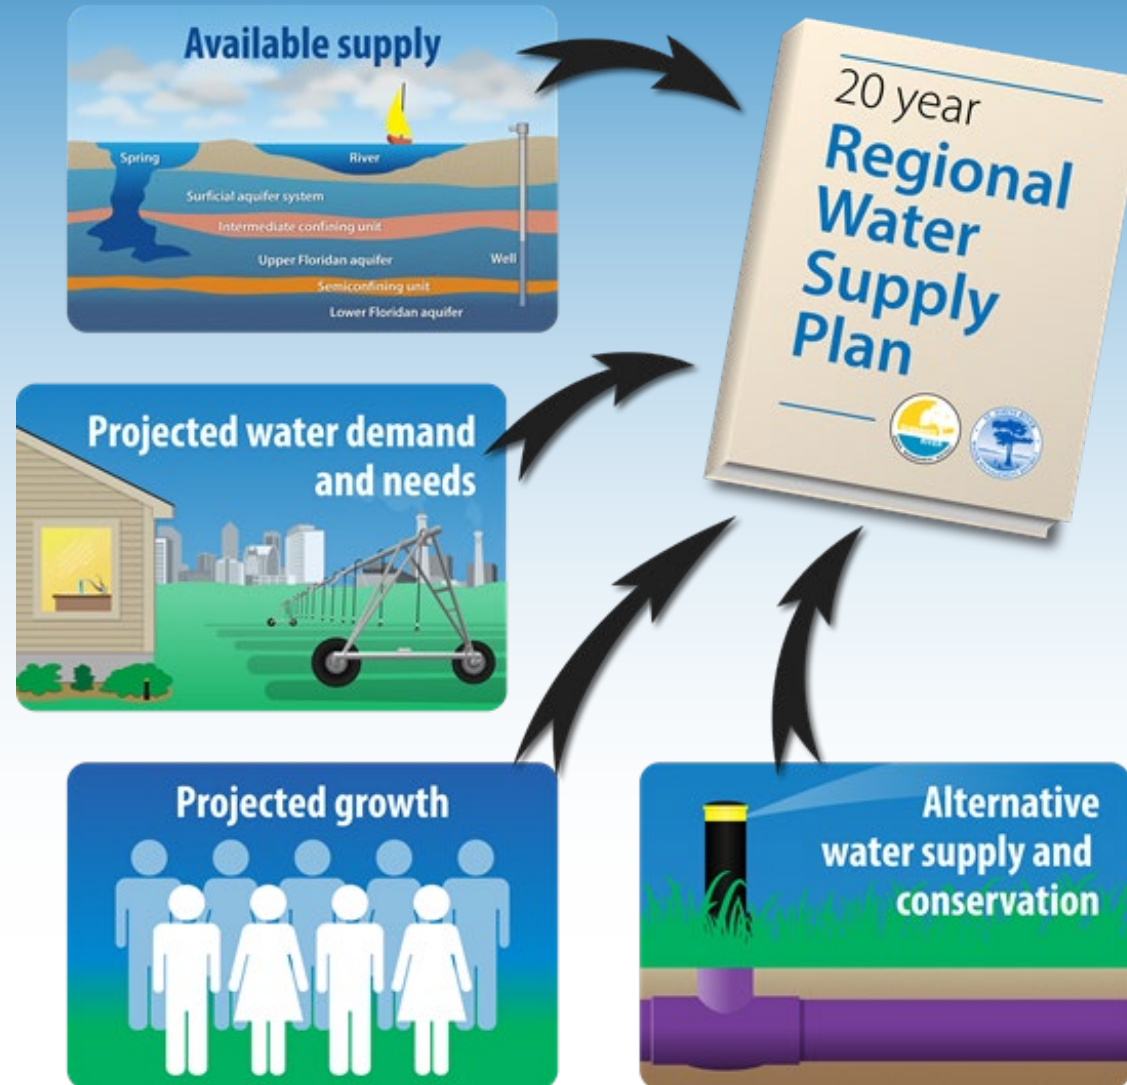 Available supply
Spring
River
Surficial aquifer system
Intermediate confining unit
Upper Floridan aquifer
Well
Semiconfining unit
Lower Floridan aquifer
20 year
Regional
Water
Supply
Plan
Projected water demand
and needs
Projected growth
Alternative
water supply and
conservation